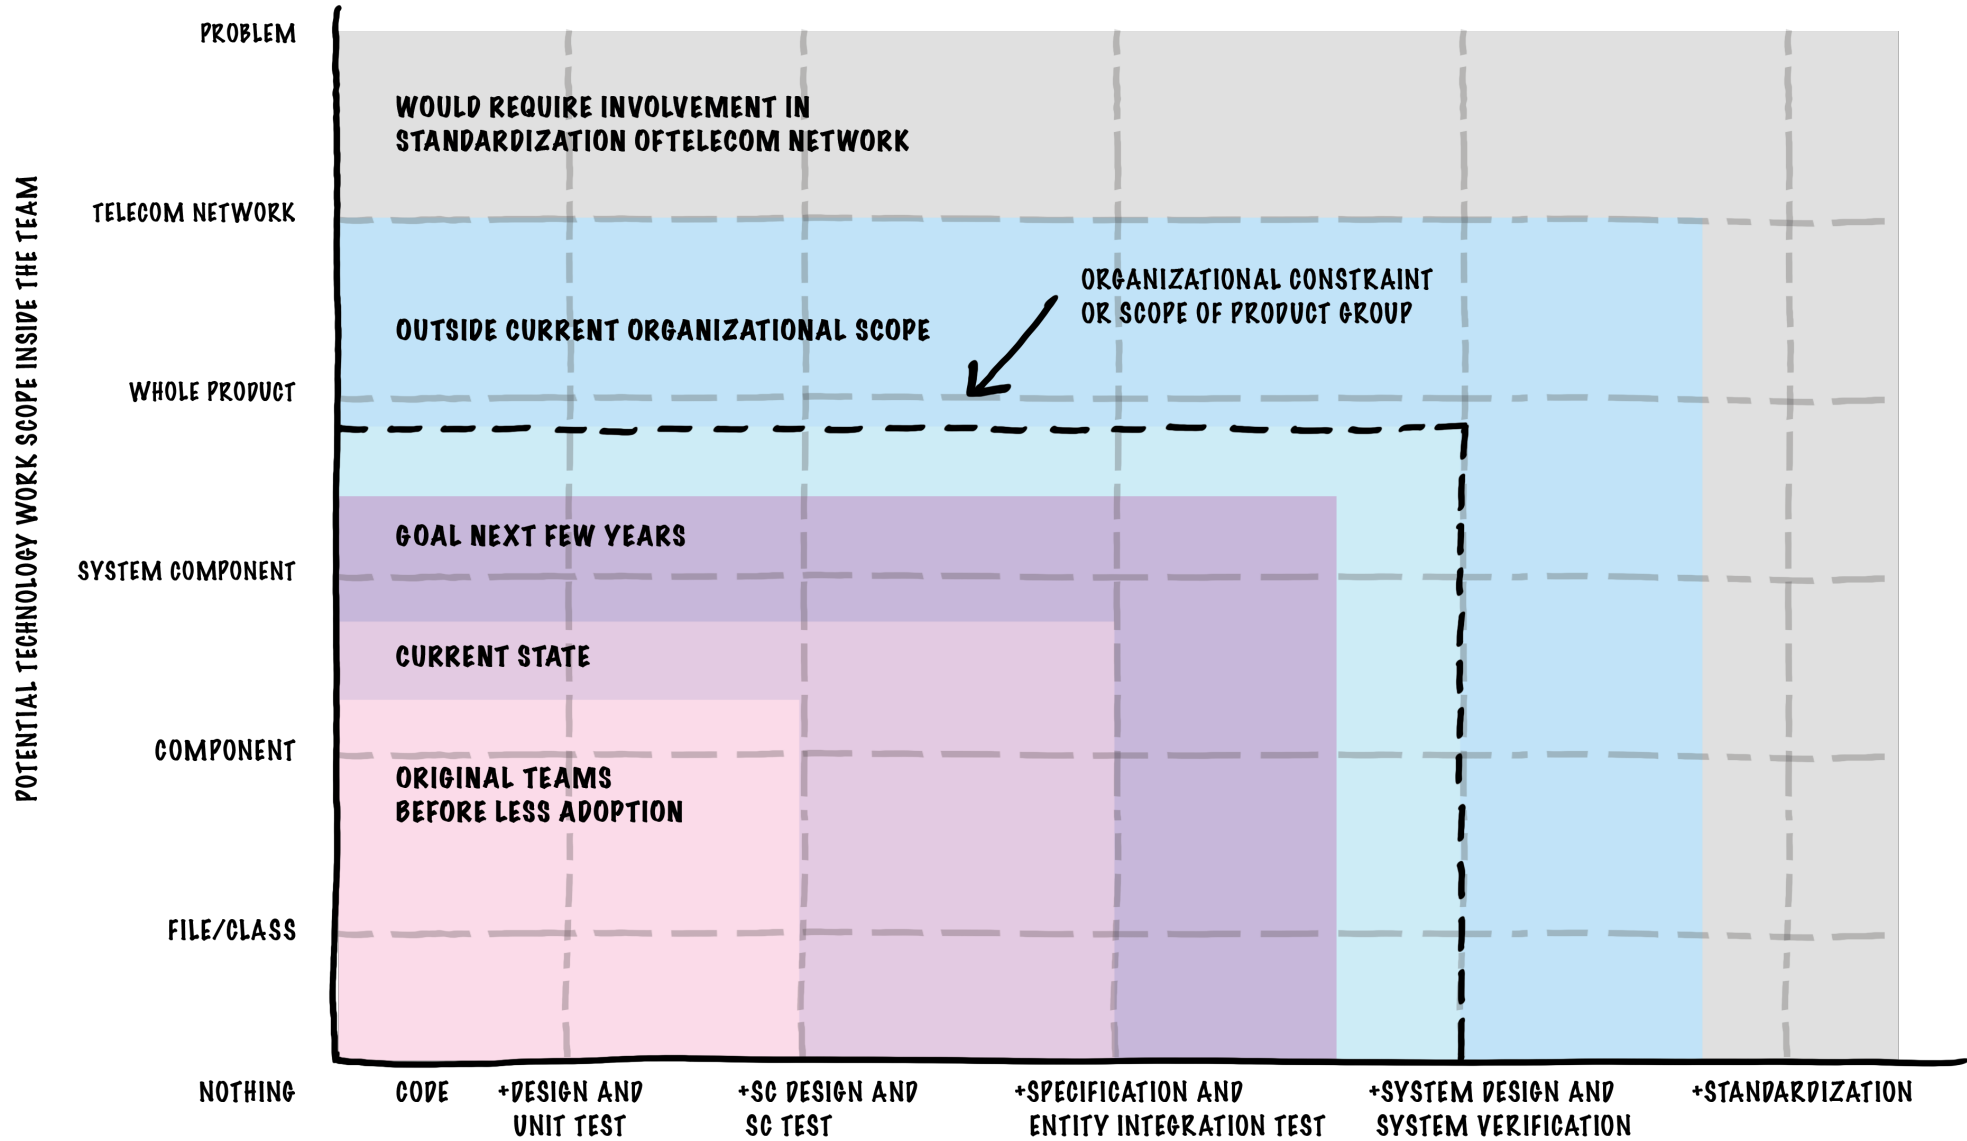 PROBLEM
WOULD REQUIRE INVOLVEMENT IN
STANDARDIZATION OFTELECOM NETWORK
TELECOM NETWORK
ORGANIZATIONAL CONSTRAINT
OR SCOPE OF PRODUCT GROUP
OUTSIDE CURRENT ORGANIZATIONAL SCOPE
WHOLE PRODUCT
POTENTIAL TECHNOLOGY WORK SCOPE INSIDE THE TEAM
GOAL NEXT FEW YEARS
SYSTEM COMPONENT
CURRENT STATE
COMPONENT
ORIGINAL TEAMS
BEFORE LESS ADOPTION
FILE/CLASS
NOTHING
CODE
+DESIGN AND
UNIT TEST
+SC DESIGN AND
SC TEST
+SPECIFICATION AND
ENTITY INTEGRATION TEST
+SYSTEM DESIGN AND
SYSTEM VERIFICATION
+STANDARDIZATION